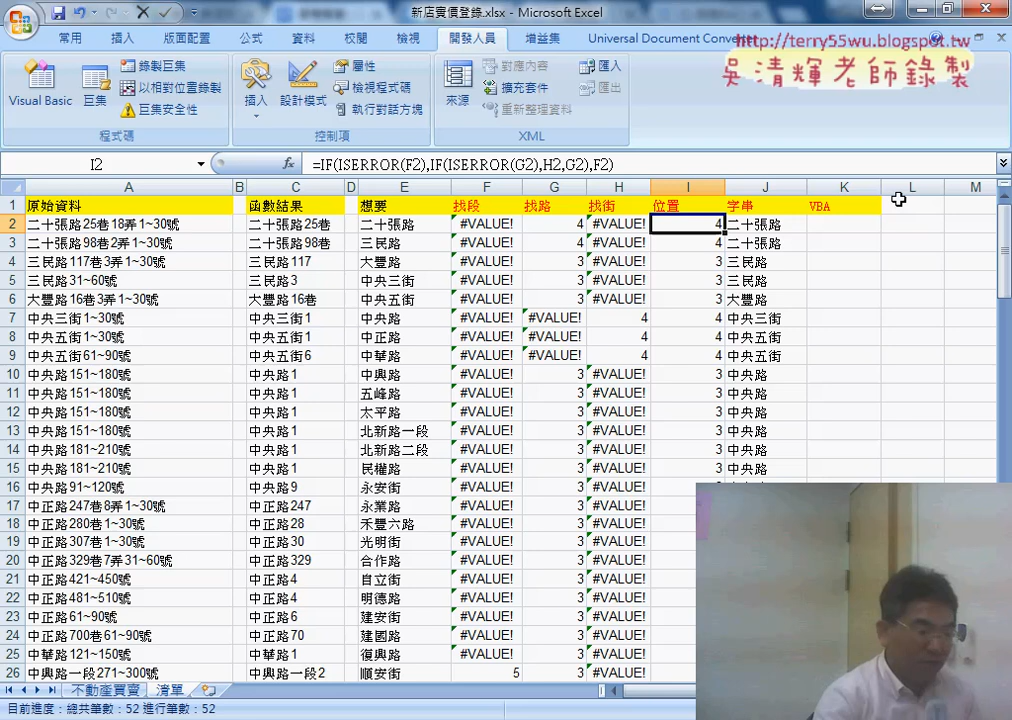 新店實價登錄.xlsx - Microsoft Excel
常用 插入 版面配置 公式 資料 校閱 檢視 開發人員 增益集 Universal Document Conve
http://terry55wu.blogspot.tw
吳清輝老師錄製
Visual Basic 巨集 錄製巨集 以相對位置錄製 巨集安全性 程式碼
插入 設計模式 屬性 檢視程式碼 執行對話方塊 控制項
來源 對應內容 擴充套件 重新整理資料 匯入 匯出 XML
I2 fx =IF(ISERROR(F2),IF(ISERROR(G2),H2,G2),F2)
A B C D E F G H I J K L M
1 原始資料 函數結果 想要 找段 找路 找街 位置 字串 VBA
2 二十張路25巷18弄1~30號 二十張路25巷 二十張路 #VALUE! 4 #VALUE! 4 二十張路
3 二十張路98巷2弄1~30號 二十張路98巷 三民路 #VALUE! 4 #VALUE! 4 二十張路
4 三民路117巷3弄1~30號 三民路117 大豐路 #VALUE! 3 #VALUE! 3 三民路
5 三民路31~60號 三民路3 中央三街 #VALUE! 3 #VALUE! 3 三民路
6 大豐路16巷3弄1~30號 大豐路16巷 中央五街 #VALUE! 3 #VALUE! 3 大豐路
7 中央三街1~30號 中央三街1 中央路 #VALUE! #VALUE! 4 4 中央三街
8 中央五街1~30號 中央五街1 中正路 #VALUE! #VALUE! 4 4 中央五街
9 中央五街61~90號 中央五街6 中華路 #VALUE! #VALUE! 4 4 中央五街
10 中央路151~180號 中央路1 中興路 #VALUE! 3 #VALUE! 3 中央路
11 中央路151~180號 中央路1 五峰路 #VALUE! 3 #VALUE! 3 中央路
12 中央路151~180號 中央路1 太平路 #VALUE! 3 #VALUE! 3 中央路
13 中央路151~180號 中央路1 北新路一段 #VALUE! 3 #VALUE! 3 中央路
14 中央路181~210號 中央路1 北新路二段 #VALUE! 3 #VALUE! 3 中央路
15 中央路181~210號 中央路1 民權路 #VALUE! 3 #VALUE! 3 中央路
16 中央路91~120號 中央路9 永安街 #VALUE! 3 #VALUE!
17 中正路247巷8弄1~30號 中正路247 永業路 #VALUE! 3 #VALUE!
18 中正路280巷1~30號 中正路28 禾豐六路 #VALUE! 3 #VALUE!
19 中正路307巷1~30號 中正路30 光明街 #VALUE! 3 #VALUE!
20 中正路329巷7弄31~60號 中正路329 合作路 #VALUE! 3 #VALUE!
21 中正路421~450號 中正路4 自立街 #VALUE! 3 #VALUE!
22 中正路481~510號 中正路4 明德路 #VALUE! 3 #VALUE!
23 中正路61~90號 中正路6 建安街 #VALUE! 3 #VALUE!
24 中正路700巷61~90號 中正路70 建國路 #VALUE! 3 #VALUE!
25 中華路121~150號 中華路1 復興路 #VALUE! 3 #VALUE!
26 中興路一段271~300號 中興路一段2 順安街 5 3 #VALUE!
不動產買賣 清單
目前進度：總共筆數：52 進行筆數：52